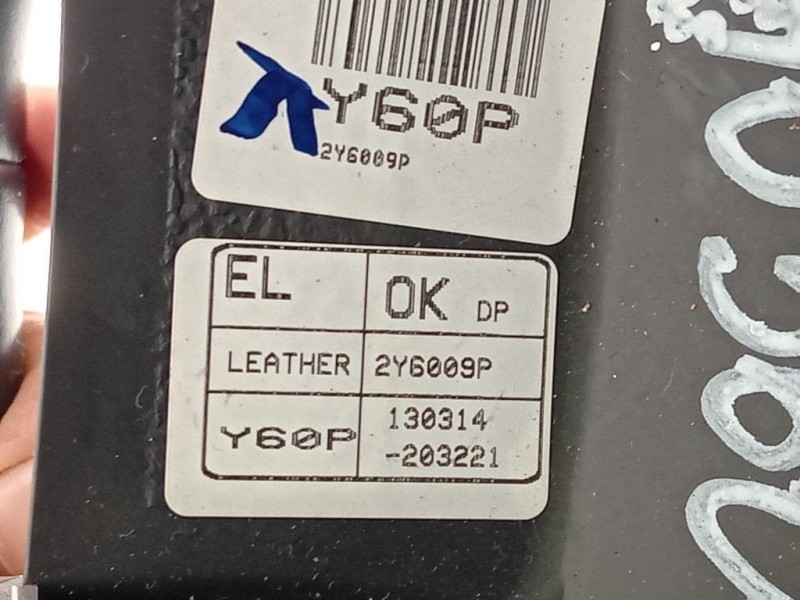 Y60P
2Y6009P
EL
OK DP
LEATHER
2Y6009P
Y60P
130314
-203221